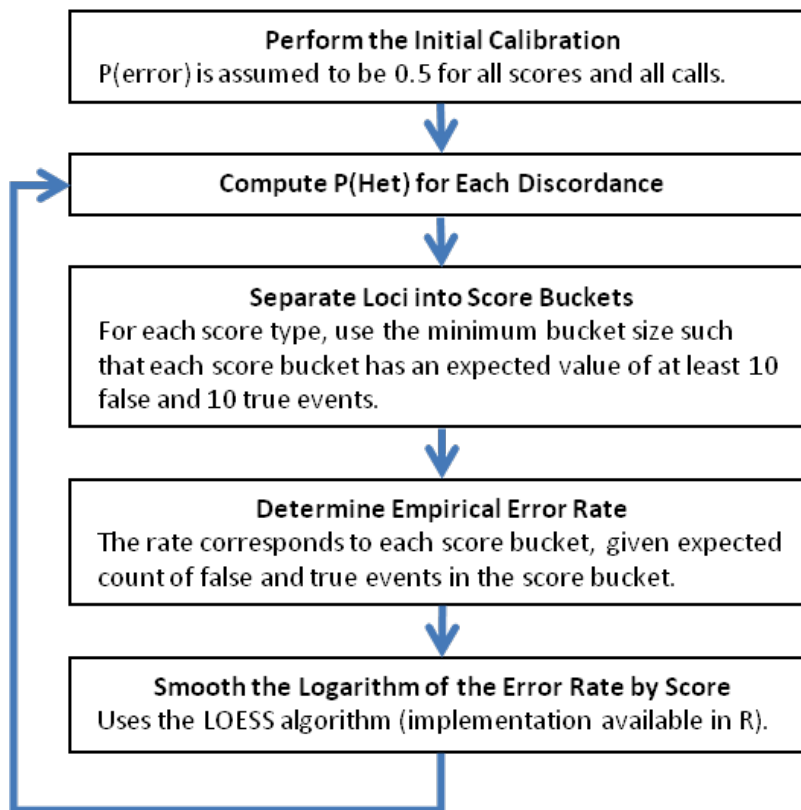 Perform the Initial Calibration
P(error) is assumed to be 0.5 for all scores and all calls.
Compute P(Het) for Each Discordance
Separate Loci into Score Buckets
For each score type, use the minimum bucket size such
that each score bucket has an expected value of at least 10
false and 10 true events.
Determine Empirical Error Rate
The rate corresponds to each score bucket, given expected
count of false and true events in the score bucket.
Smooth the Logarithm of the Error Rate by Score
Uses the LOESS algorithm (implementation available in R).